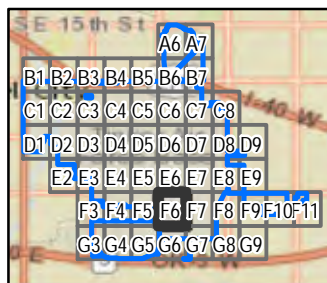 SE 15th St
A6 A7
B1 B2 B3 B4 B5 B6 B7
I-40 W
C1 C2 C3 C4 C5 C6 C7 C8
D1 D2 D3 D4 D5 D6 D7 D8 D9
E2 E3 E4 E5 E6 E7 E8 E9
F3 F4 F5 F6 F7 F8 F9 F10 F11
G3 G4 G5 G6 G7 G8 G9